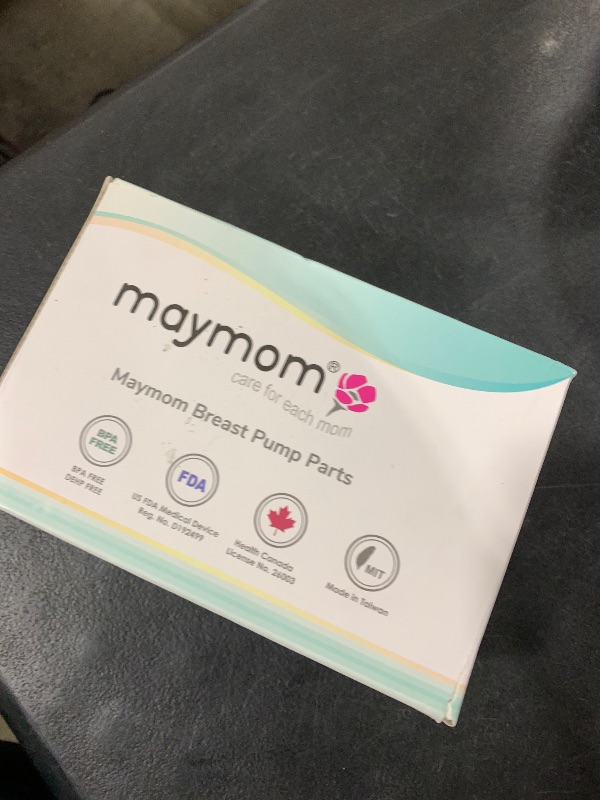 maymom®
care for each mom
Maymom Breast Pump Parts
BPA
FREE
BPA FREE
DEHP FREE
FDA
US FDA Medical Device
Reg. No. D192499
Health Canada
License No. 26003
MIT
Made in Taiwan